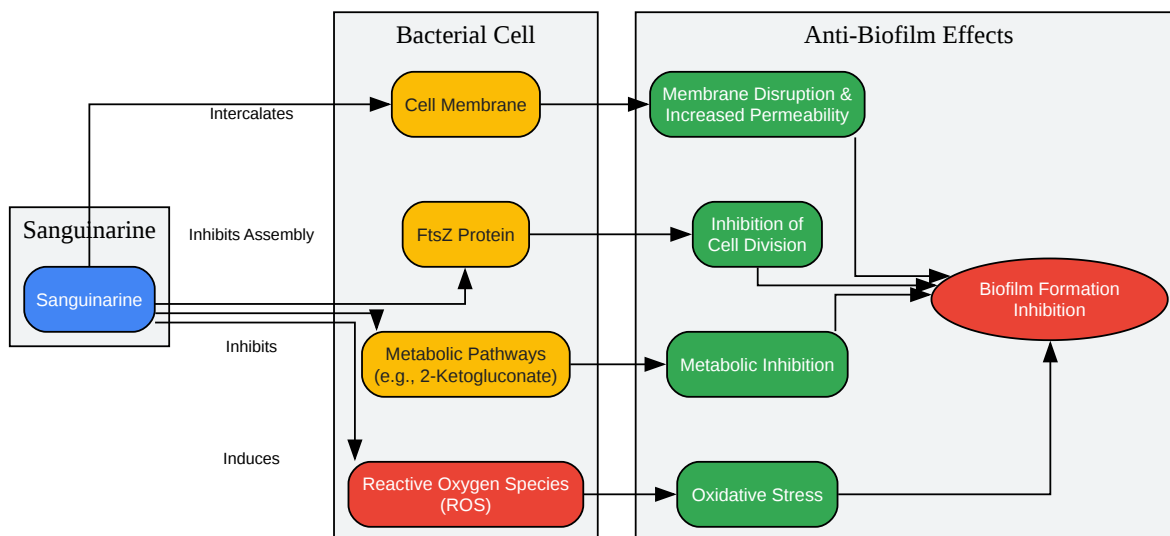 Bacterial Cell
Anti-Biofilm Effects
Intercalates
Cell Membrane
Membrane Disruption &
Increased Permeability
Sanguinarine
Sanguinarine
Inhibits Assembly
FtsZ Protein
Inhibition of
Cell Division
Biofilm Formation
Inhibition
Inhibits
Metabolic Pathways
(e.g., 2-Ketogluconate)
Metabolic Inhibition
Induces
Reactive Oxygen Species
(ROS)
Oxidative Stress